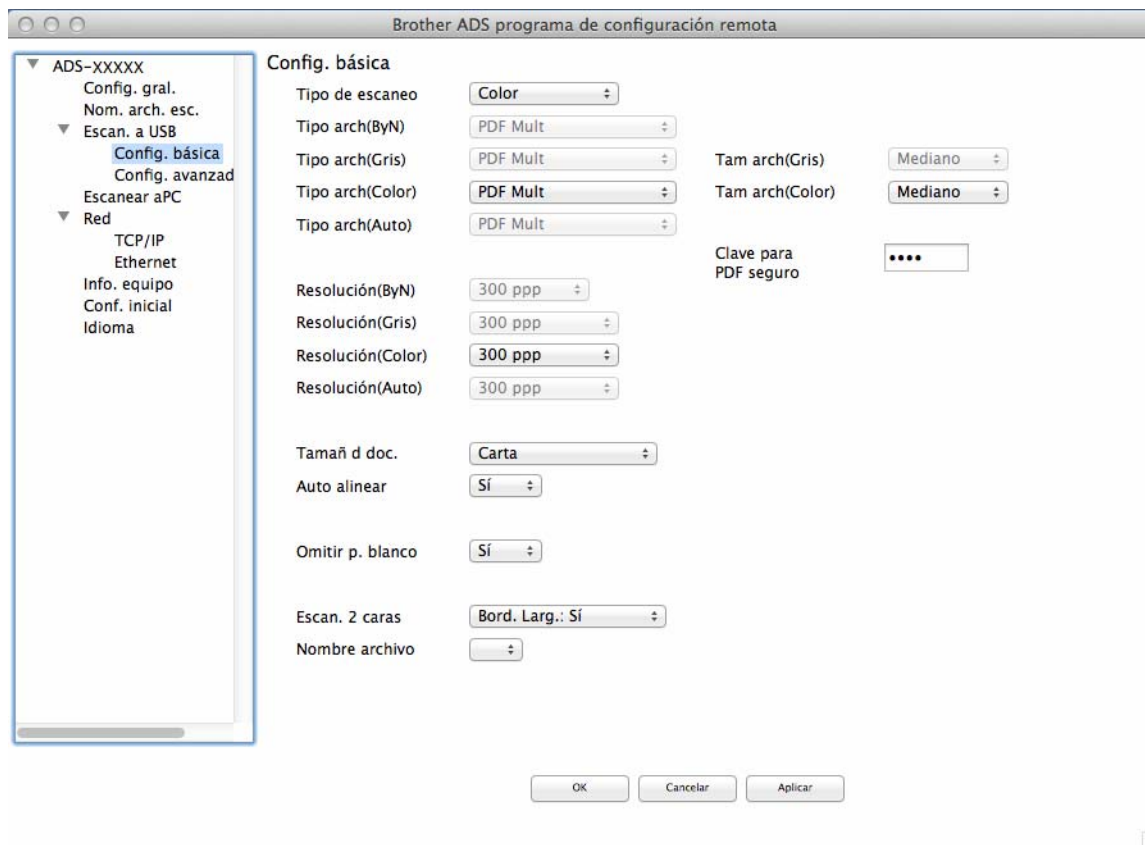 Brother ADS programa de configuración remota
ADS-XXXXX
Config. gral.
Nom. arch. esc.
Escan. a USB
Config. básica
Config. avanzad
Escanear aPC
Red
TCP/IP
Ethernet
Info. equipo
Conf. inicial
Idioma
Config. básica
Tipo de escaneo Color
Tipo arch(ByN) PDF Mult
Tipo arch(Gris) PDF Mult Tam arch(Gris) Mediano
Tipo arch(Color) PDF Mult Tam arch(Color) Mediano
Tipo arch(Auto) PDF Mult
Clave para
PDF seguro ••••
Resolución(ByN) 300 ppp
Resolución(Gris) 300 ppp
Resolución(Color) 300 ppp
Resolución(Auto) 300 ppp
Tamañ d doc. Carta
Auto alinear Sí
Omitir p. blanco Sí
Escan. 2 caras Bord. Larg.: Sí
Nombre archivo
OK Cancelar Aplicar